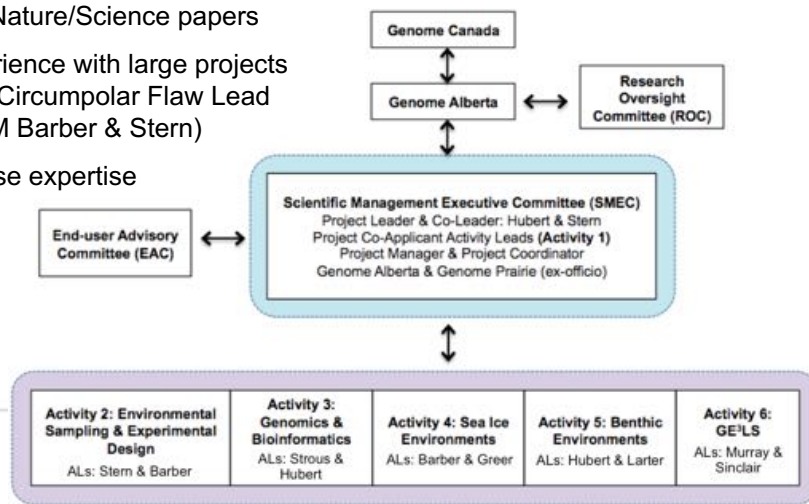 Nature/Science papers
rience with large projects
Circumpolar Flaw Lead
M Barber & Stern)
se expertise
Genome Canada
Genome Alberta
Research
Oversight
Committee (ROC)
End-user Advisory
Committee (EAC)
Scientific Management Executive Committee (SMEC)
Project Leader & Co-Leader: Hubert & Stern
Project Co-Applicant Activity Leads (Activity 1)
Project Manager & Project Coordinator
Genome Alberta & Genome Prairie (ex-officio)
Activity 2: Environmental
Sampling & Experimental
Design
ALs: Stern & Barber
Activity 3:
Genomics &
Bioinformatics
ALs: Strous &
Hubert
Activity 4: Sea Ice
Environments
ALs: Barber & Greer
Activity 5: Benthic
Environments
ALs: Hubert & Larter
Activity 6:
GE³LS
ALs: Murray &
Sinclair